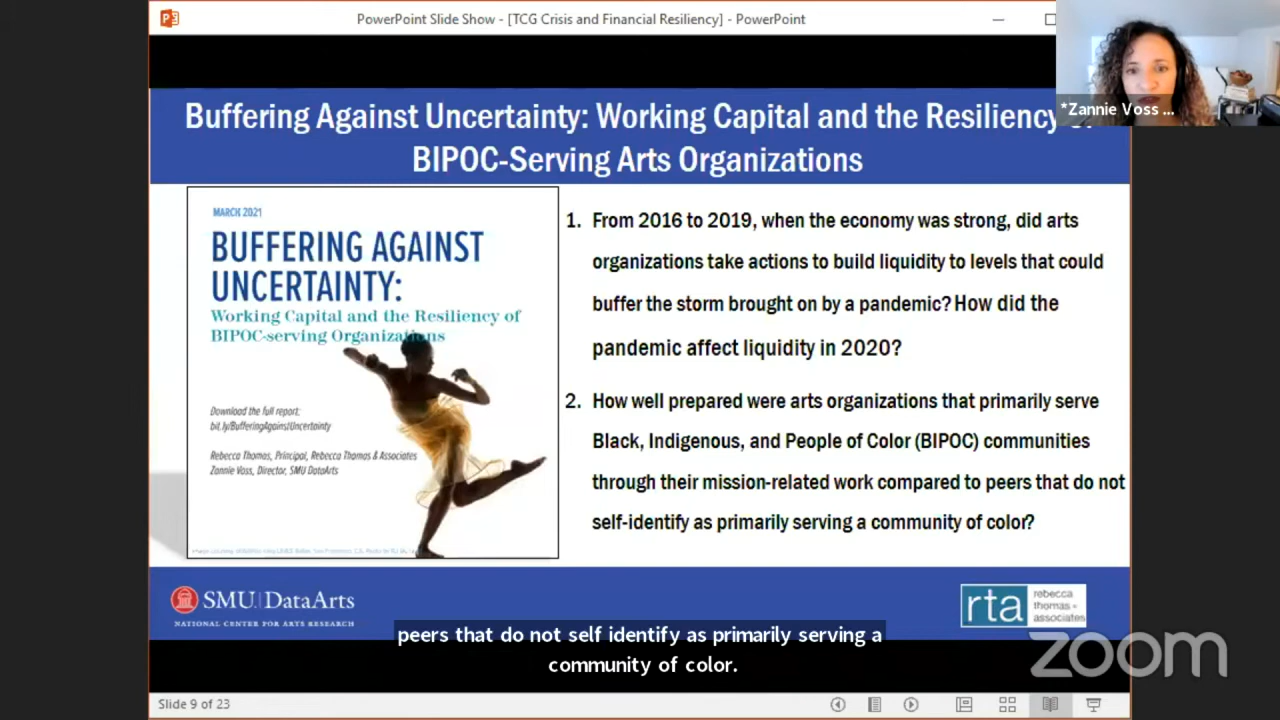 PowerPoint Slide Show - [TCG Crisis and Financial Resiliency] - PowerPoint
*Zannie Voss ...
Buffering Against Uncertainty: Working Capital and the Resiliency
BIPOC-Serving Arts Organizations
MARCH 2021
BUFFERING AGAINST
UNCERTAINTY:
Working Capital and the Resiliency of
BIPOC-serving Organizations
Download the full report:
bit.ly/BufferingAgainstUncertainty
Rebecca Thomas, Principal, Rebecca Thomas & Associates
Zannie Voss, Director, SMU DataArts
1. From 2016 to 2019, when the economy was strong, did arts
organizations take actions to build liquidity to levels that could
buffer the storm brought on by a pandemic? How did the
pandemic affect liquidity in 2020?
2. How well prepared were arts organizations that primarily serve
Black, Indigenous, and People of Color (BIPOC) communities
through their mission-related work compared to peers that do not
self-identify as primarily serving a community of color?
SMU DataArts
NATIONAL CENTER FOR ARTS RESEARCH
rta
rebecca
thomas +
associates
peers that do not self identify as primarily serving a
community of color.
zoom
Slide 9 of 23